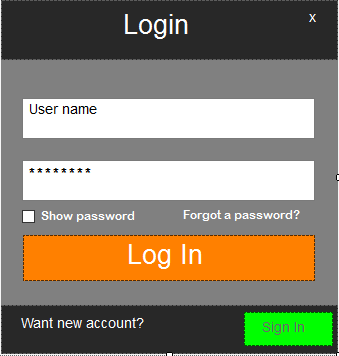 Login
x
User name
********
Show password
Forgot a password?
Log In
Want new account?
Sign In